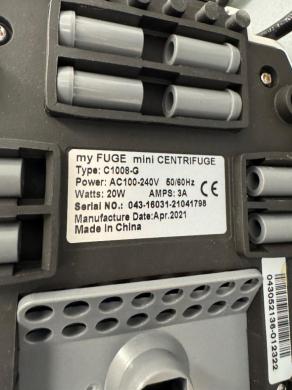 my FUGE mini CENTRIFUGE
Type: C1008-G
Power: AC100-240V 50/60Hz
Watts: 20W AMPS: 3A
Serial NO.: 043-16031-21041798
Manufacture Date:Apr.2021
Made in China
CE
043052136-012322